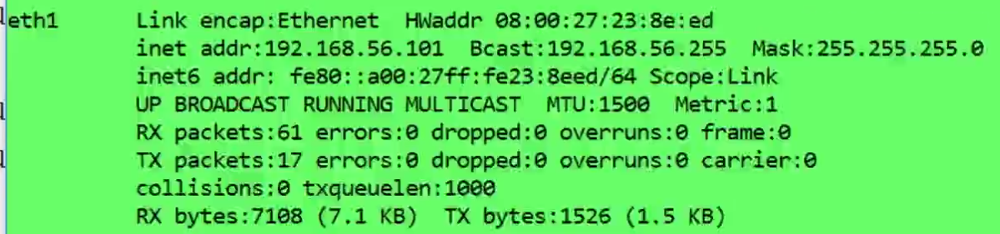 eth1 Link encap:Ethernet HWaddr 08:00:27:23:8e:ed
inet addr:192.168.56.101 Bcast:192.168.56.255 Mask:255.255.255.0
inet6 addr: fe80::a00:27ff:fe23:8eed/64 Scope:Link
UP BROADCAST RUNNING MULTICAST MTU:1500 Metric:1
RX packets:61 errors:0 dropped:0 overruns:0 frame:0
TX packets:17 errors:0 dropped:0 overruns:0 carrier:0
collisions:0 txqueuelen:1000
RX bytes:7108 (7.1 KB) TX bytes:1526 (1.5 KB)